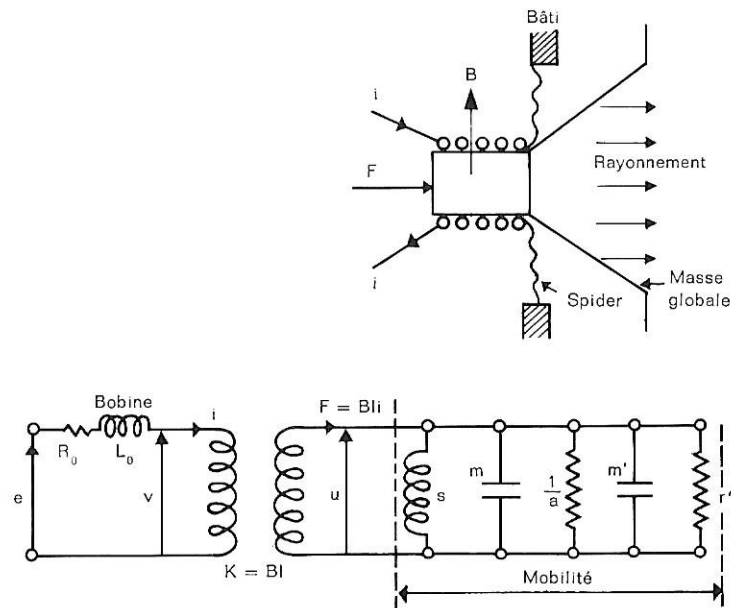 Bâti
B
i
F
Rayonnement
i
Spider
Masse
globale
Bobine
i
F = Bli
R₀
L₀
e
v
u
s
m
1/a
m'
r'
K = Bl
Mobilité